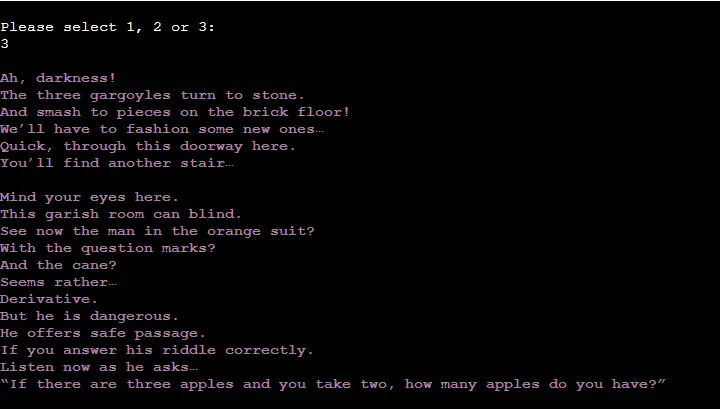 Please select 1, 2 or 3:
3
Ah, darkness!
The three gargoyles turn to stone.
And smash to pieces on the brick floor!
We’ll have to fashion some new ones…
Quick, through this doorway here.
You’ll find another stair…
Mind your eyes here.
This garish room can blind.
See now the man in the orange suit?
With the question marks?
And the cane?
Seems rather…
Derivative.
But he is dangerous.
He offers safe passage.
If you answer his riddle correctly.
Listen now as he asks…
“If there are three apples and you take two, how many apples do you have?”